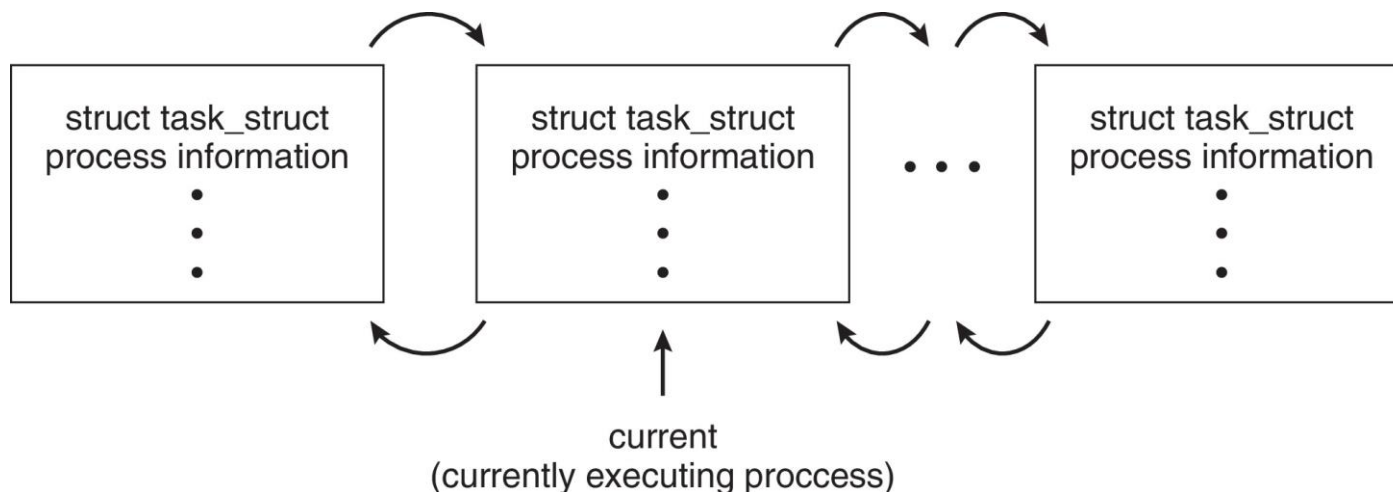 struct task_struct
process information
struct task_struct
process information
struct task_struct
process information
current
(currently executing proccess)